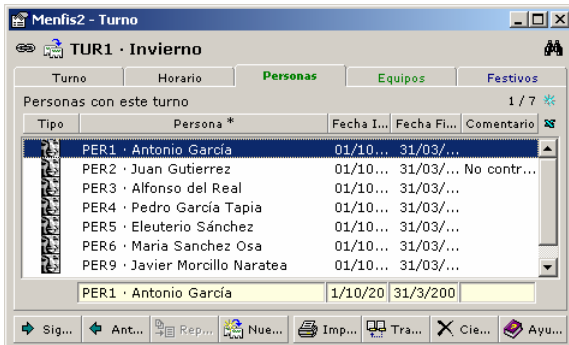 Menfis2 - Turno
TUR1 · Invierno
Turno Horario Personas Equipos Festivos
Personas con este turno 1 / 7
Tipo Persona * Fecha I... Fecha Fi... Comentario
PER1 · Antonio García 01/10... 31/03/...
PER2 · Juan Gutierrez 01/10... 31/03/... No contr...
PER3 · Alfonso del Real 01/10... 31/03/...
PER4 · Pedro García Tapia 01/10... 31/03/...
PER5 · Eleuterio Sánchez 01/10... 31/03/...
PER6 · Maria Sanchez Osa 01/10... 31/03/...
PER9 · Javier Morcillo Naratea 01/10... 31/03/...
PER1 · Antonio García 1/10/20 31/3/200
Sig... Ant... Rep... Nue... Imp... Tra... Cie... Ayu...